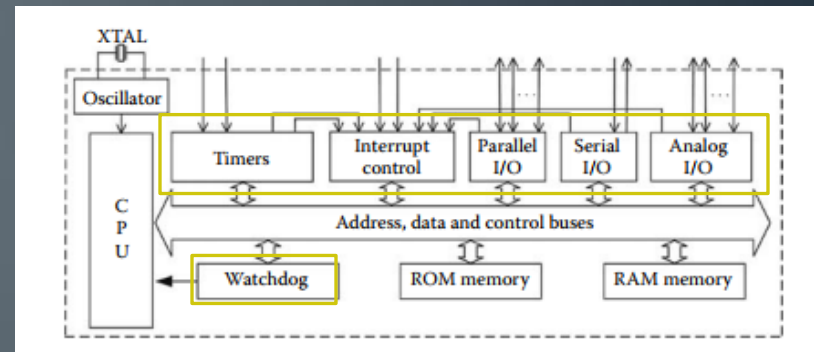 XTAL
Oscillator
Timers
Interrupt
control
Parallel
I/O
Serial
I/O
Analog
I/O
C
P
U
Address, data and control buses
Watchdog
ROM memory
RAM memory